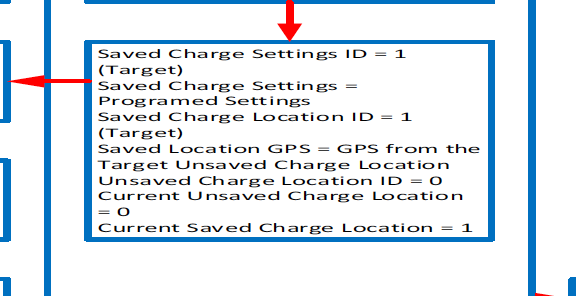 Saved Charge Settings ID = 1
(Target)
Saved Charge Settings =
Programed Settings
Saved Charge Location ID = 1
(Target)
Saved Location GPS = GPS from the
Target Unsaved Charge Location
Unsaved Charge Location ID = 0
Current Unsaved Charge Location
= 0
Current Saved Charge Location = 1